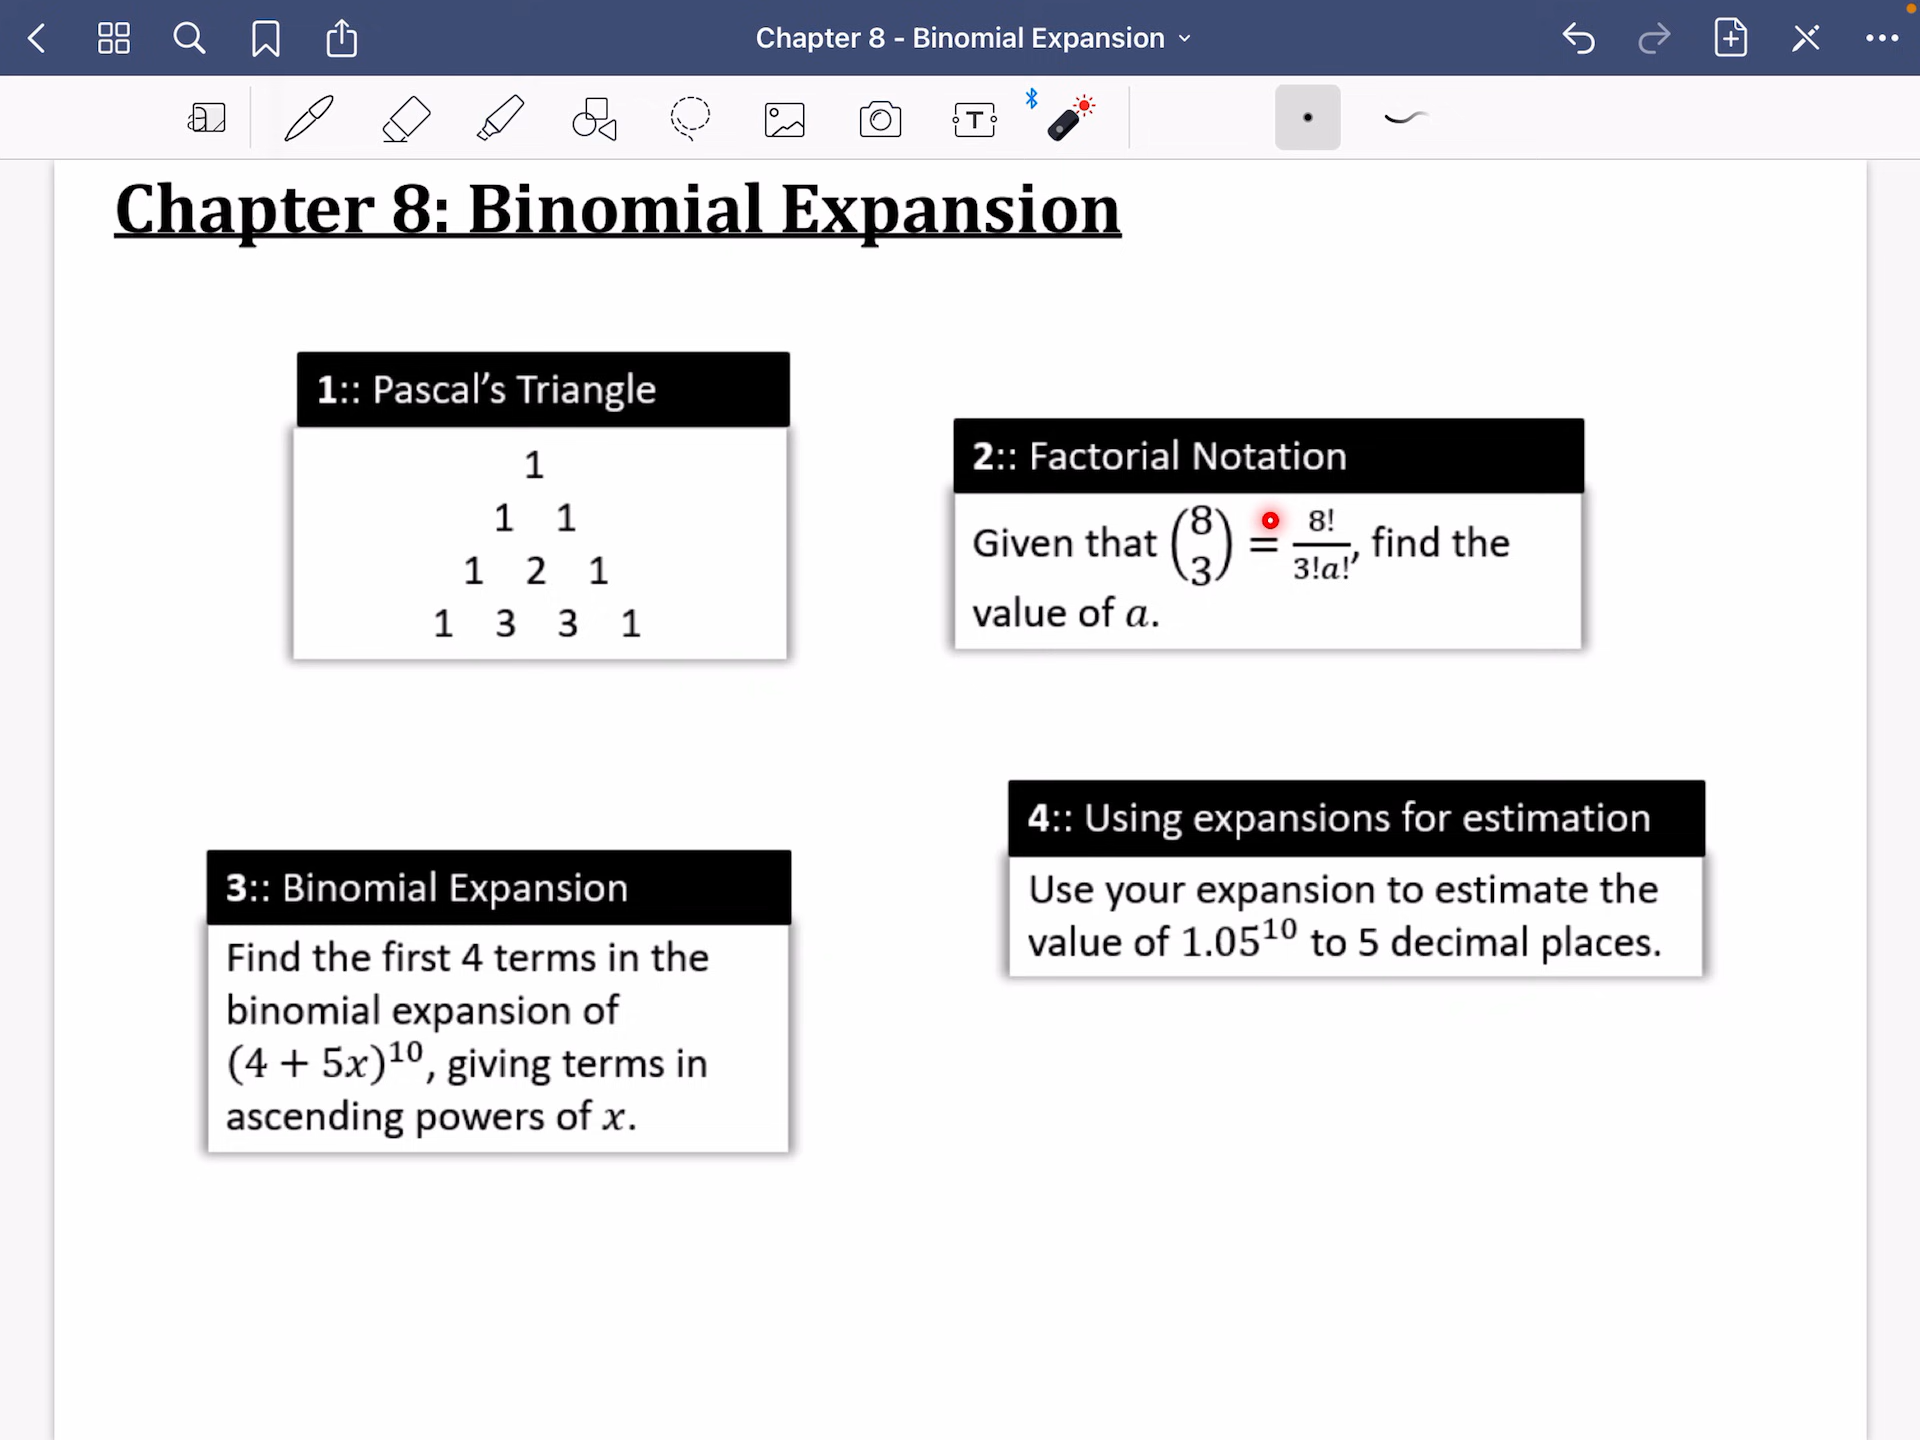 Chapter 8 - Binomial Expansion
Chapter 8: Binomial Expansion
1:: Pascal's Triangle
1
1 1
1 2 1
1 3 3 1
2:: Factorial Notation
Given that (8 3) = 8!/3!a!, find the
value of a.
3:: Binomial Expansion
Find the first 4 terms in the
binomial expansion of
(4 + 5x)¹⁰, giving terms in
ascending powers of x.
4:: Using expansions for estimation
Use your expansion to estimate the
value of 1.05¹⁰ to 5 decimal places.